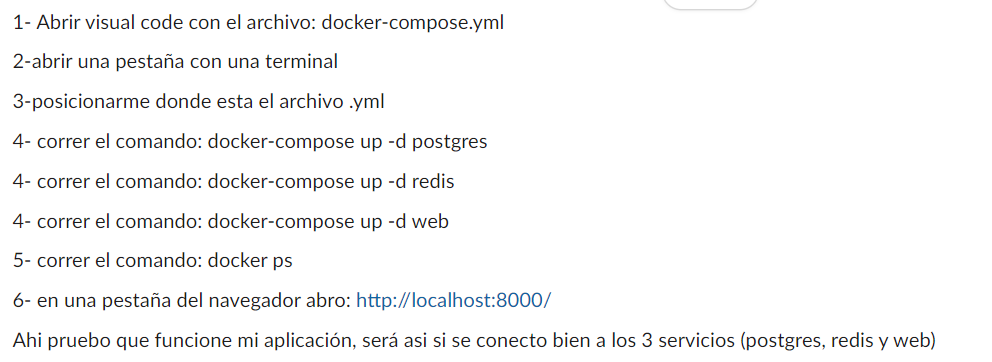 1- Abrir visual code con el archivo: docker-compose.yml
2-abrir una pestaña con una terminal
3-posicionarme donde esta el archivo .yml
4- correr el comando: docker-compose up -d postgres
4- correr el comando: docker-compose up -d redis
4- correr el comando: docker-compose up -d web
5- correr el comando: docker ps
6- en una pestaña del navegador abro: http://localhost:8000/
Ahi pruebo que funcione mi aplicación, será asi si se conecto bien a los 3 servicios (postgres, redis y web)